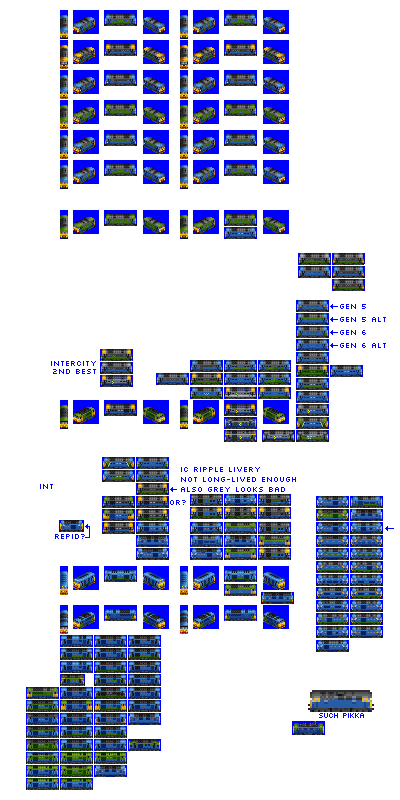 GEN 5
GEN 5 ALT
GEN 6
GEN 6 ALT
INTERCITY
2ND BEST
IC RIPPLE LIVERY
NOT LONG-LIVED ENOUGH
ALSO GREY LOOKS BAD
INT
OR?
REPID?
SUCH PIKKA